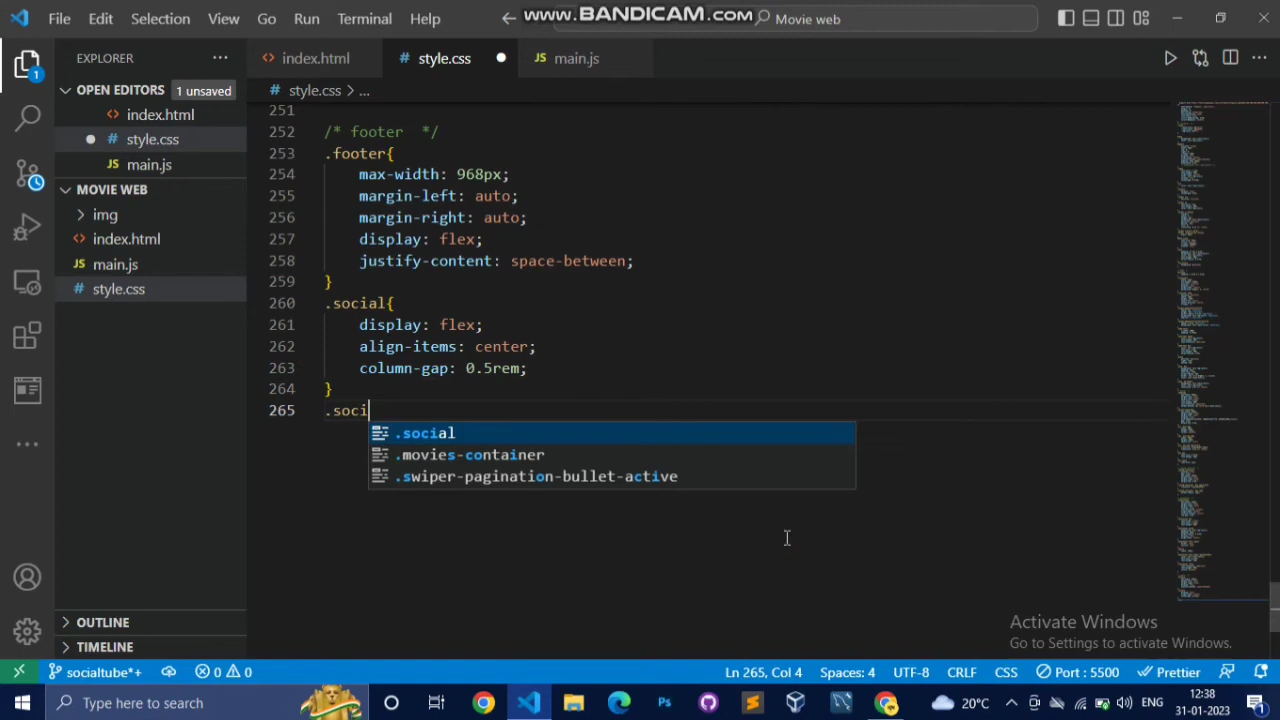 File Edit Selection View Go Run Terminal Help
www.BANDICAM.com
Movie web
EXPLORER
index.html
style.css
main.js
OPEN EDITORS 1 unsaved
style.css > ...
index.html
style.css
main.js
MOVIE WEB
img
index.html
main.js
style.css
1
251
252 /* footer */
253 .footer{
254 max-width: 968px;
255 margin-left: auto;
256 margin-right: auto;
257 display: flex;
258 justify-content: space-between;
259 }
260 .social{
261 display: flex;
262 align-items: center;
263 column-gap: 0.5rem;
264 }
265 .soci
.social
.movies-container
.swiper-pagination-bullet-active
OUTLINE
TIMELINE
Activate Windows
Go to Settings to activate Windows.
socialtube*+ 0 0 Ln 265, Col 4 Spaces: 4 UTF-8 CRLF CSS Port : 5500 Prettier
Type here to search
Ps
20°C
ENG
12:38
31-01-2023
1